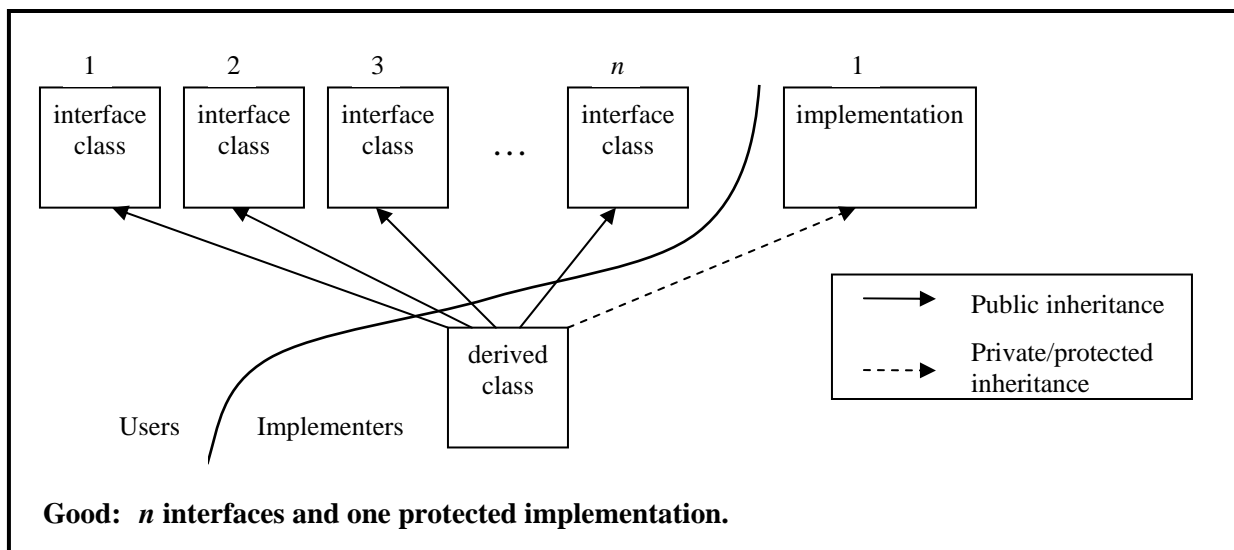 1 2 3 n 1
interface class
interface class
interface class
…
interface class
implementation
derived class
Public inheritance
Private/protected
inheritance
Users
Implementers
Good: n interfaces and one protected implementation.